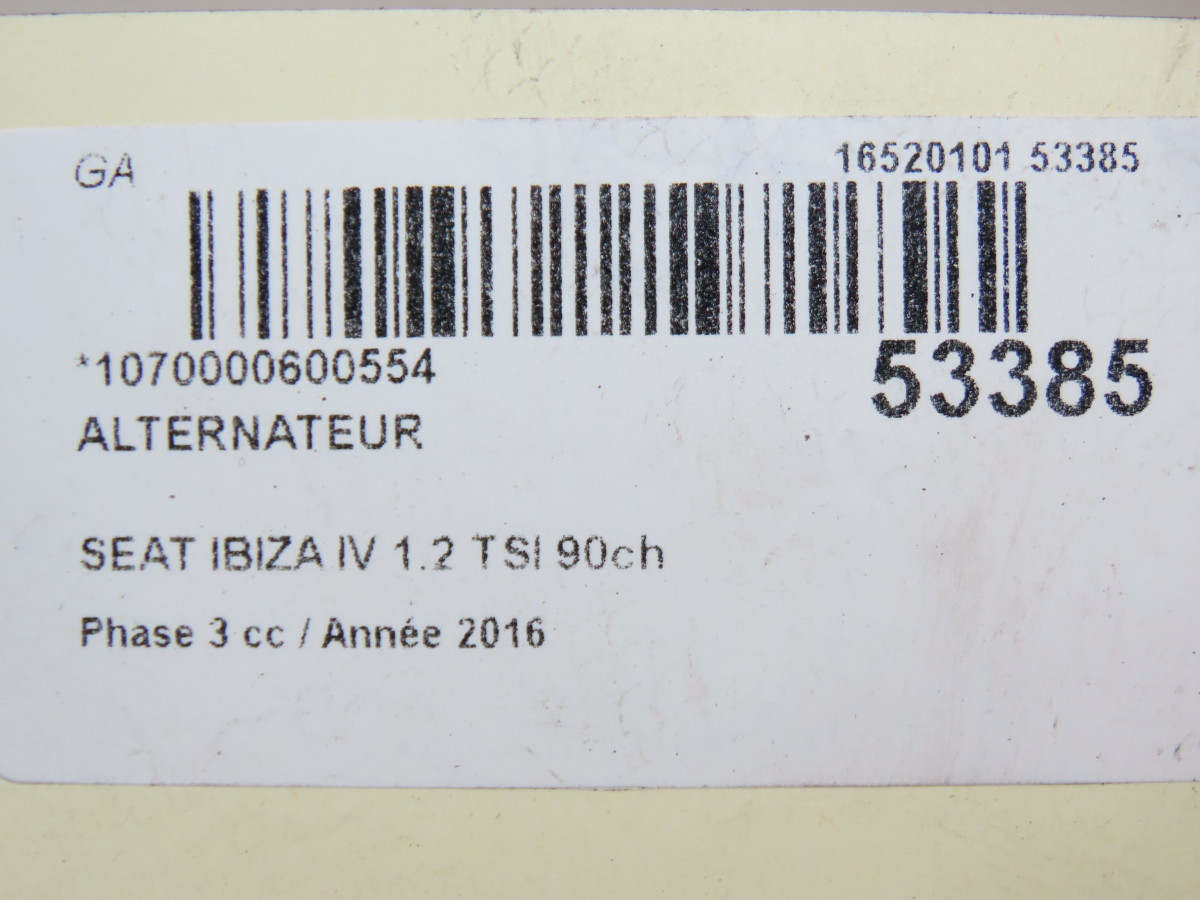 GA
16520101 53385
*1070000600554
53385
ALTERNATEUR
SEAT IBIZA IV 1.2 TSI 90ch
Phase 3 cc / Année 2016